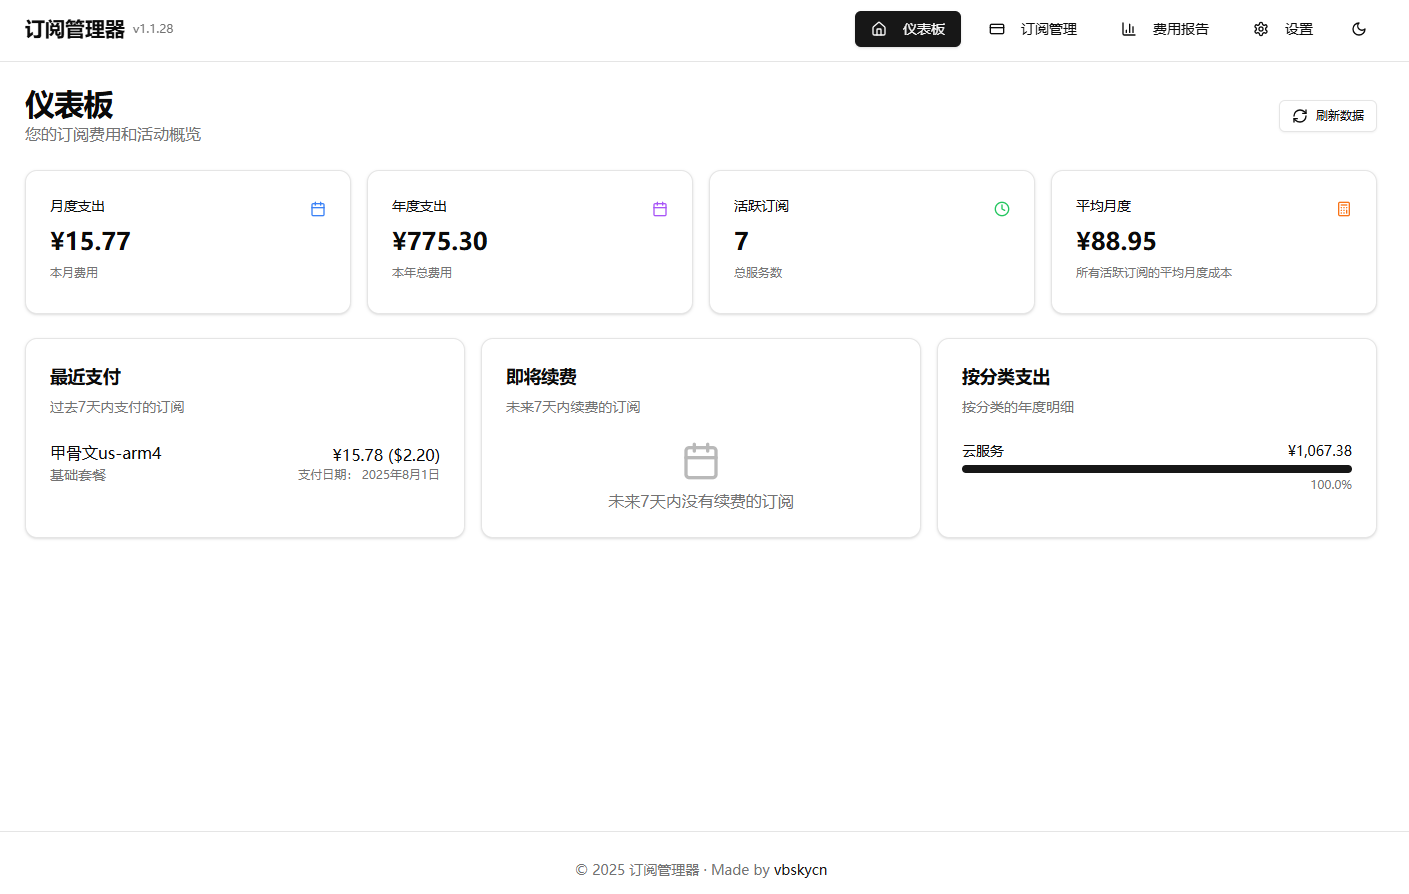 订阅管理器 v1.1.28 仪表板 订阅管理 费用报告 设置
仪表板
您的订阅费用和活动概览
刷新数据
月度支出
¥15.77
本月费用
年度支出
¥775.30
本年总费用
活跃订阅
7
总服务数
平均月度
¥88.95
所有活跃订阅的平均月度成本
最近支付
过去7天内支付的订阅
甲骨文us-arm4 ¥15.78 ($2.20)
基础套餐 支付日期： 2025年8月1日
即将续费
未来7天内续费的订阅
未来7天内没有续费的订阅
按分类支出
按分类的年度明细
云服务 ¥1,067.38
100.0%
© 2025 订阅管理器 · Made by vbskycn